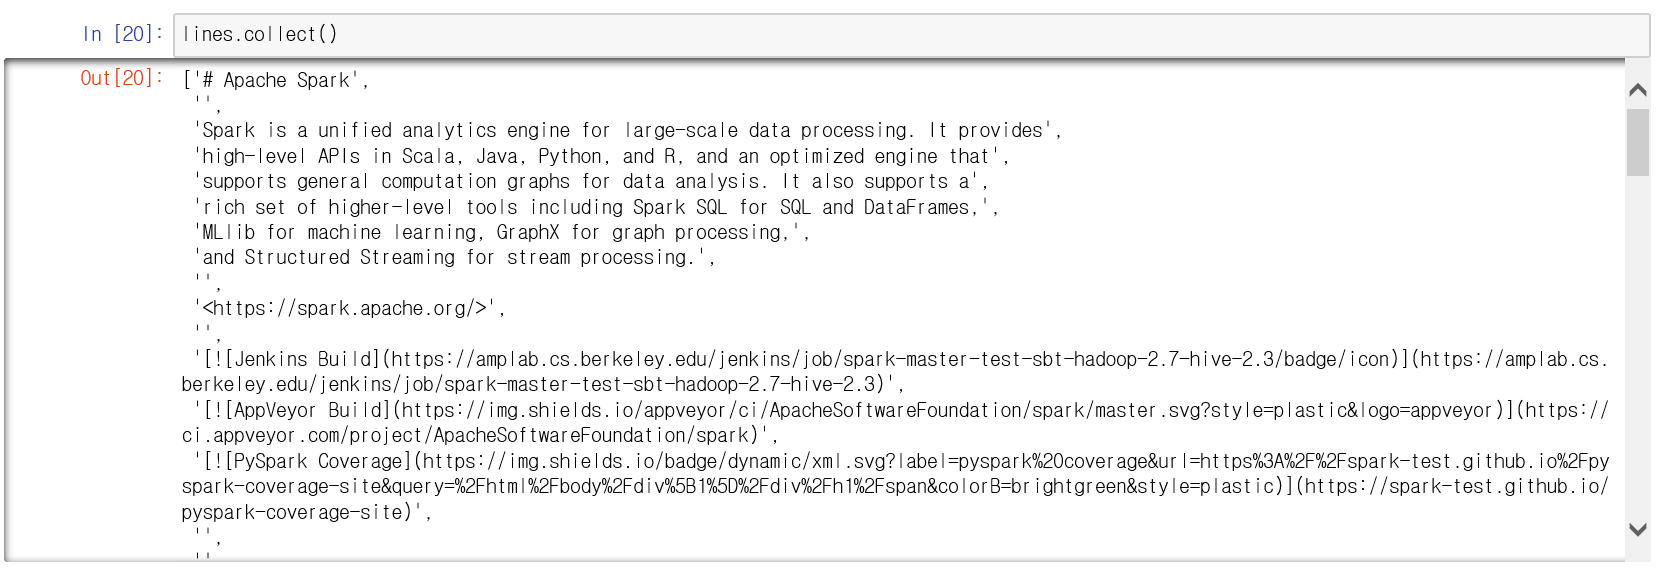 In [20]: lines.collect()
Out[20]: ['# Apache Spark',
'',
'Spark is a unified analytics engine for large-scale data processing. It provides',
'high-level APIs in Scala, Java, Python, and R, and an optimized engine that',
'supports general computation graphs for data analysis. It also supports a',
'rich set of higher-level tools including Spark SQL for SQL and DataFrames,',
'MLlib for machine learning, GraphX for graph processing,',
'and Structured Streaming for stream processing.',
'',
'<https://spark.apache.org/>',
'',
'[![Jenkins Build](https://amplab.cs.berkeley.edu/jenkins/job/spark-master-test-sbt-hadoop-2.7-hive-2.3/badge/icon)](https://amplab.cs.
berkeley.edu/jenkins/job/spark-master-test-sbt-hadoop-2.7-hive-2.3)',
'[![AppVeyor Build](https://img.shields.io/appveyor/ci/ApacheSoftwareFoundation/spark/master.svg?style=plastic&logo=appveyor)](https://
ci.appveyor.com/project/ApacheSoftwareFoundation/spark)',
'[![PySpark Coverage](https://img.shields.io/badge/dynamic/xml.svg?label=pyspark%20coverage&url=https%3A%2F%2Fspark-test.github.io%2Fpy
spark-coverage-site&query=%2Fhtml%2Fbody%2Fdiv%5B1%5D%2Fdiv%2Fh1%2Fspan&colorB=brightgreen&style=plastic)](https://spark-test.github.io/
pyspark-coverage-site)',
'',
''